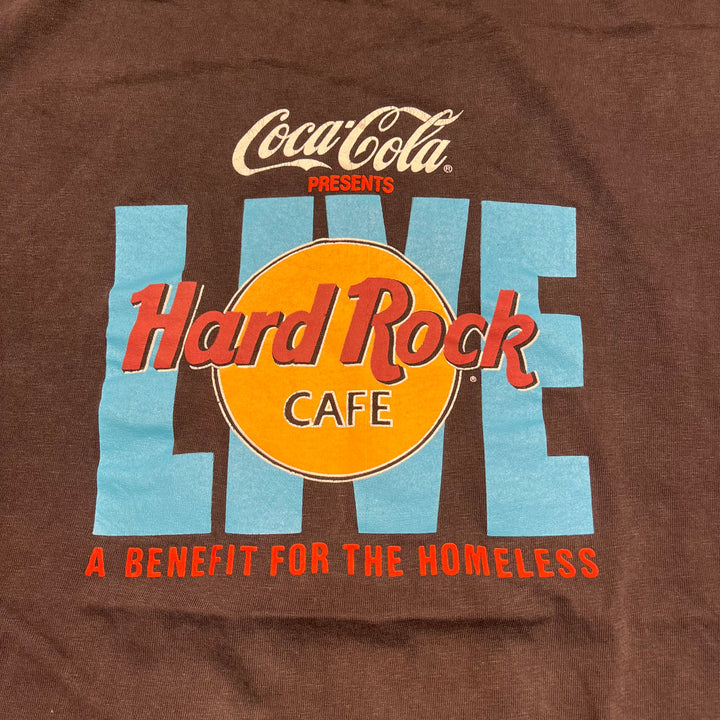 Coca-Cola®
PRESENTS
LIVE
Hard Rock®
CAFE
A BENEFIT FOR THE HOMELESS